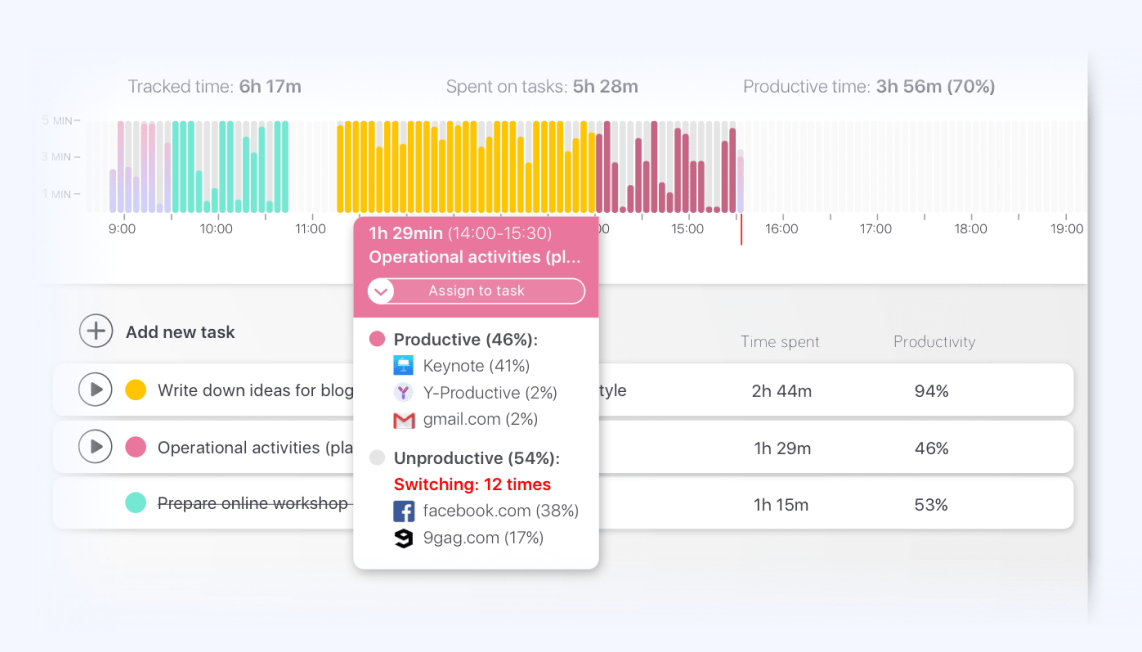 Tracked time: 6h 17m
Spent on tasks: 5h 28m
Productive time: 3h 56m (70%)
5 MIN
3 MIN
1 MIN
9:00
10:00
11:00
00
15:00
16:00
17:00
18:00
19:00
1h 29min (14:00-15:30)
Operational activities (pl...
Assign to task
Productive (46%):
Keynote (41%)
Y-Productive (2%)
gmail.com (2%)
Unproductive (54%):
Switching: 12 times
facebook.com (38%)
9gag.com (17%)
Add new task
Time spent
Productivity
Write down ideas for blog
tyle
2h 44m
94%
Operational activities (pla
1h 29m
46%
Prepare online workshop
1h 15m
53%